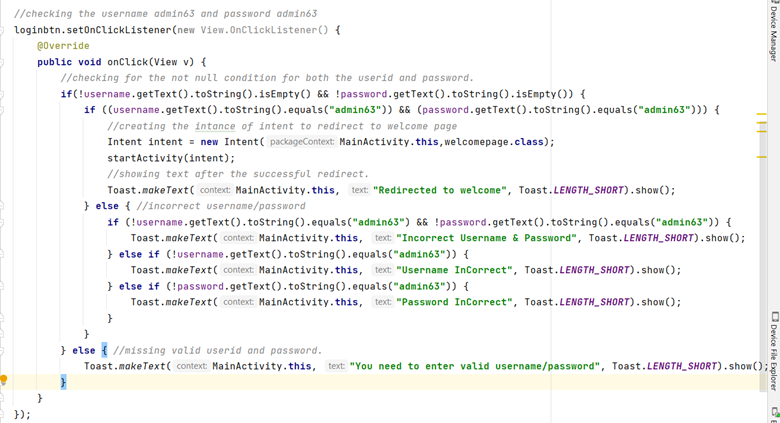 //checking the username admin63 and password admin63
loginbtn.setOnClickListener(new View.OnClickListener() {
@Override
public void onClick(View v) {
//checking for the not null condition for both the userid and password.
if(!username.getText().toString().isEmpty() && !password.getText().toString().isEmpty()) {
if ((username.getText().toString().equals("admin63")) && (password.getText().toString().equals("admin63"))) {
//creating the intance of intent to redirect to welcome page
Intent intent = new Intent( packageContext: MainActivity.this,welcomepage.class);
startActivity(intent);
//showing text after the successful redirect.
Toast.makeText( context: MainActivity.this, text: "Redirected to welcome", Toast.LENGTH_SHORT).show();
} else { //incorrect username/password
if (!username.getText().toString().equals("admin63") && !password.getText().toString().equals("admin63")) {
Toast.makeText( context: MainActivity.this, text: "Incorrect Username & Password", Toast.LENGTH_SHORT).show();
} else if (!username.getText().toString().equals("admin63")) {
Toast.makeText( context: MainActivity.this, text: "Username InCorrect", Toast.LENGTH_SHORT).show();
} else if (!password.getText().toString().equals("admin63")) {
Toast.makeText( context: MainActivity.this, text: "Password InCorrect", Toast.LENGTH_SHORT).show();
}
}
} else { //missing valid userid and password.
Toast.makeText( context: MainActivity.this, text: "You need to enter valid username/password", Toast.LENGTH_SHORT).show();
}
}
});
Device Manager
Device File Explorer